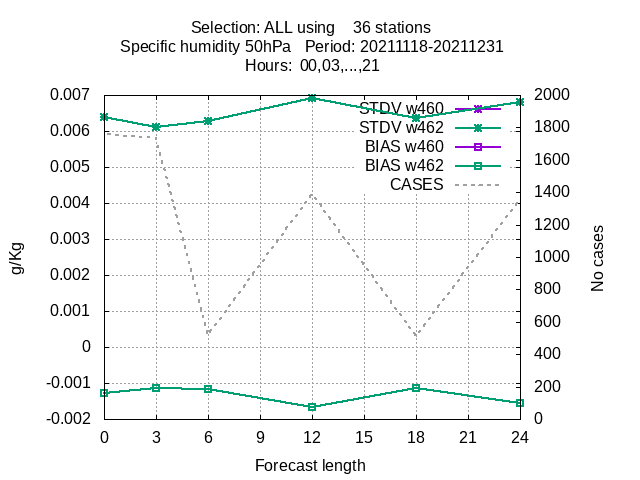 Selection: ALL using    36 stations
Specific humidity 50hPa   Period: 20211118-20211231
Hours:  00,03,...,21
STDV w460
STDV w462
BIAS w460
BIAS w462
CASES
0.007
0.006
0.005
0.004
0.003
0.002
0.001
0
-0.001
-0.002
g/Kg
2000
1800
1600
1400
1200
1000
800
600
400
200
0
No cases
0 3 6 9 12 15 18 21 24
Forecast length